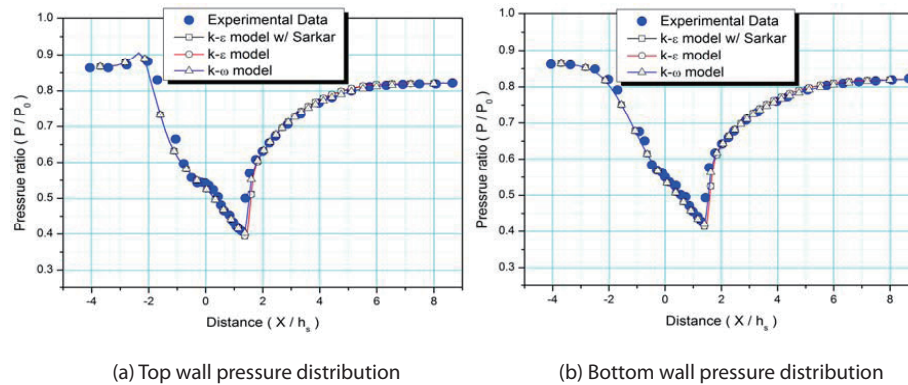 Experimental Data
k-ε model w/ Sarkar
k-ε model
k-ω model
Pressrue ratio ( P / P₀ )
1.0
0.9
0.8
0.7
0.6
0.5
0.4
0.3
-4 -2 0 2 4 6 8
Distance ( X / hₛ )
(a) Top wall pressure distribution
Experimental Data
k-ε model w/ Sarkar
k-ε model
k-ω model
Pressure ratio ( P / P₀ )
1.0
0.9
0.8
0.7
0.6
0.5
0.4
0.3
-4 -2 0 2 4 6 8
Distance ( X / hₛ )
(b) Bottom wall pressure distribution